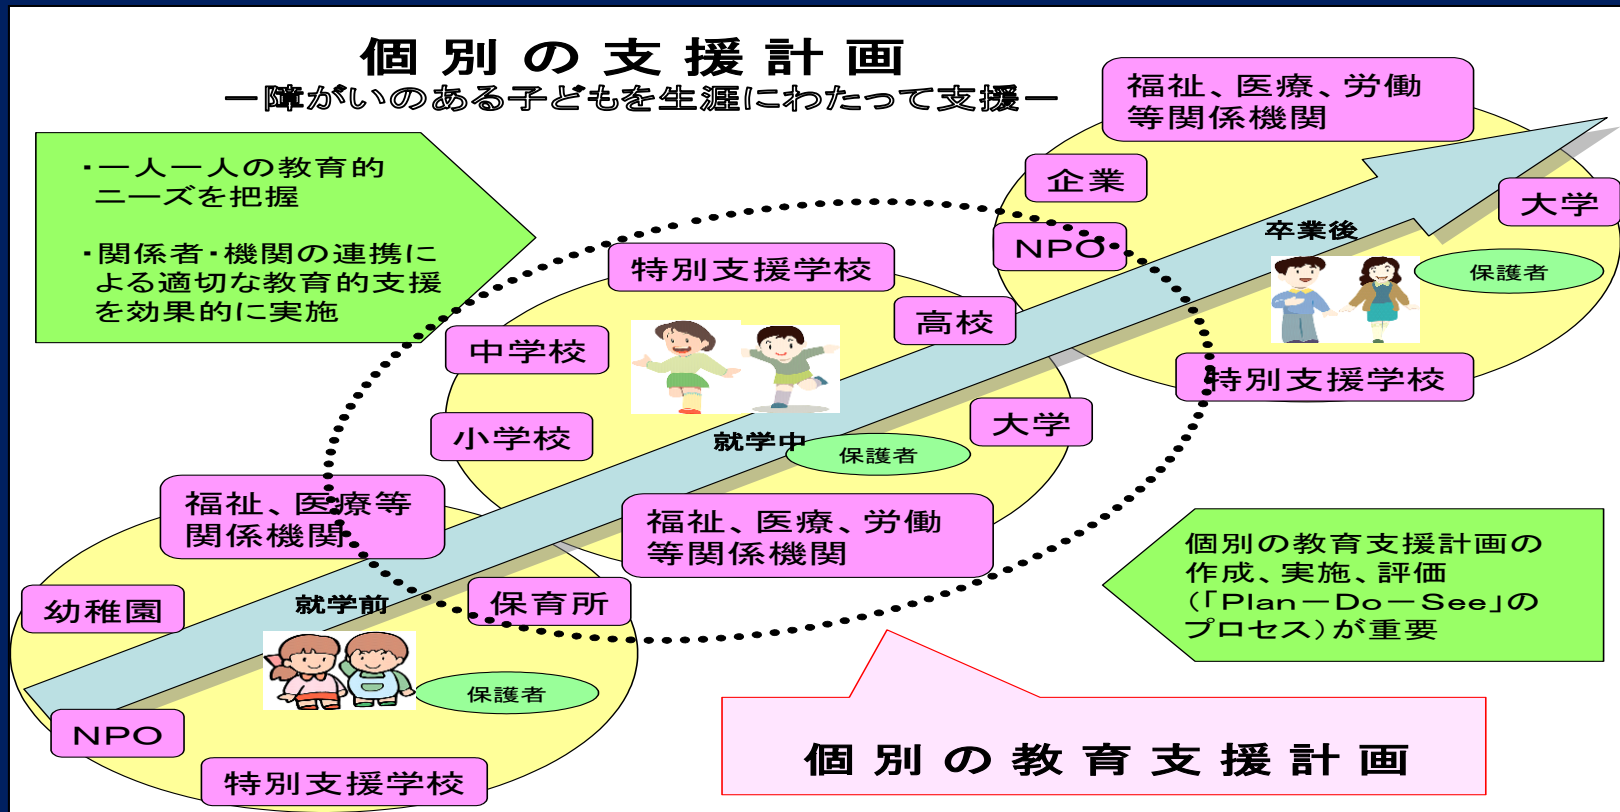 個別の支援計画
－障がいのある子どもを生涯にわたって支援－
・一人一人の教育的
ニーズを把握
・関係者・機関の連携に
よる適切な教育的支援
を効果的に実施
福祉、医療、労働
等関係機関
企業
NPO
大学
卒業後
保護者
特別支援学校
特別支援学校
高校
中学校
小学校
就学中
保護者
大学
福祉、医療、労働
等関係機関
福祉、医療等
関係機関
幼稚園
就学前
保育所
保護者
NPO
特別支援学校
個別の教育支援計画の
作成、実施、評価
（「Plan－Do－See」の
プロセス）が重要
個別の教育支援計画